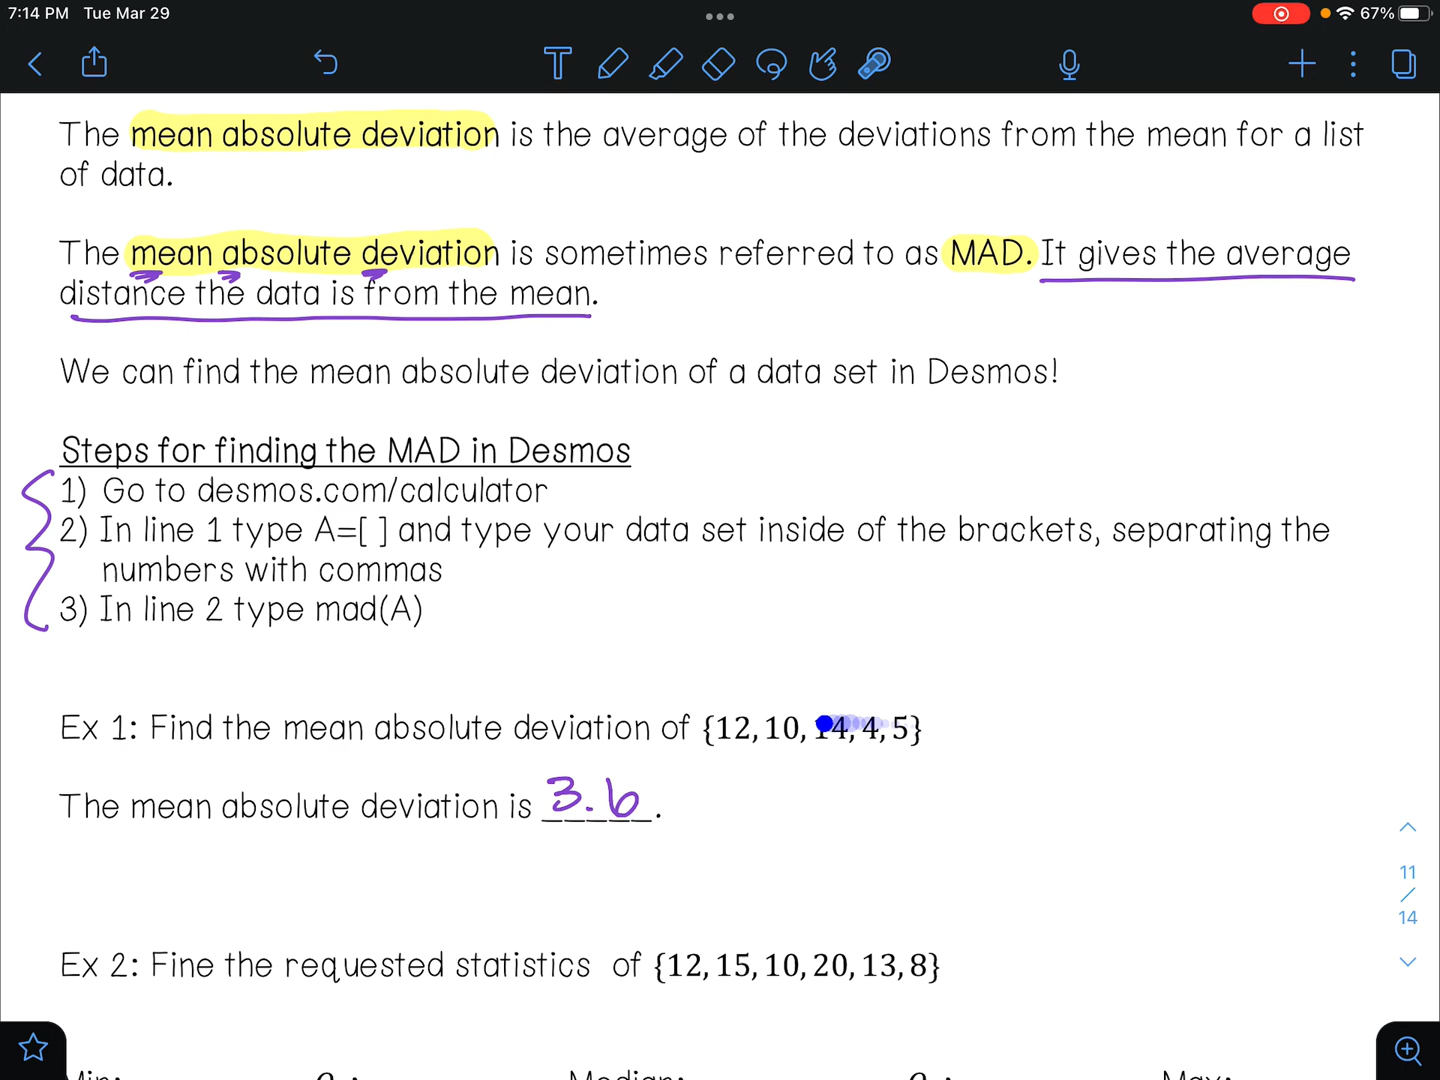 7:14 PM Tue Mar 29
67%
The mean absolute deviation is the average of the deviations from the mean for a list
of data.
The mean absolute deviation is sometimes referred to as MAD. It gives the average
distance the data is from the mean.
We can find the mean absolute deviation of a data set in Desmos!
Steps for finding the MAD in Desmos
1) Go to desmos.com/calculator
2) In line 1 type A=[ ] and type your data set inside of the brackets, separating the
numbers with commas
3) In line 2 type mad(A)
Ex 1: Find the mean absolute deviation of {12, 10, 14, 4, 5}
The mean absolute deviation is 3.6.
11
/
14
Ex 2: Fine the requested statistics of {12, 15, 10, 20, 13, 8}
Min: Median: Max: